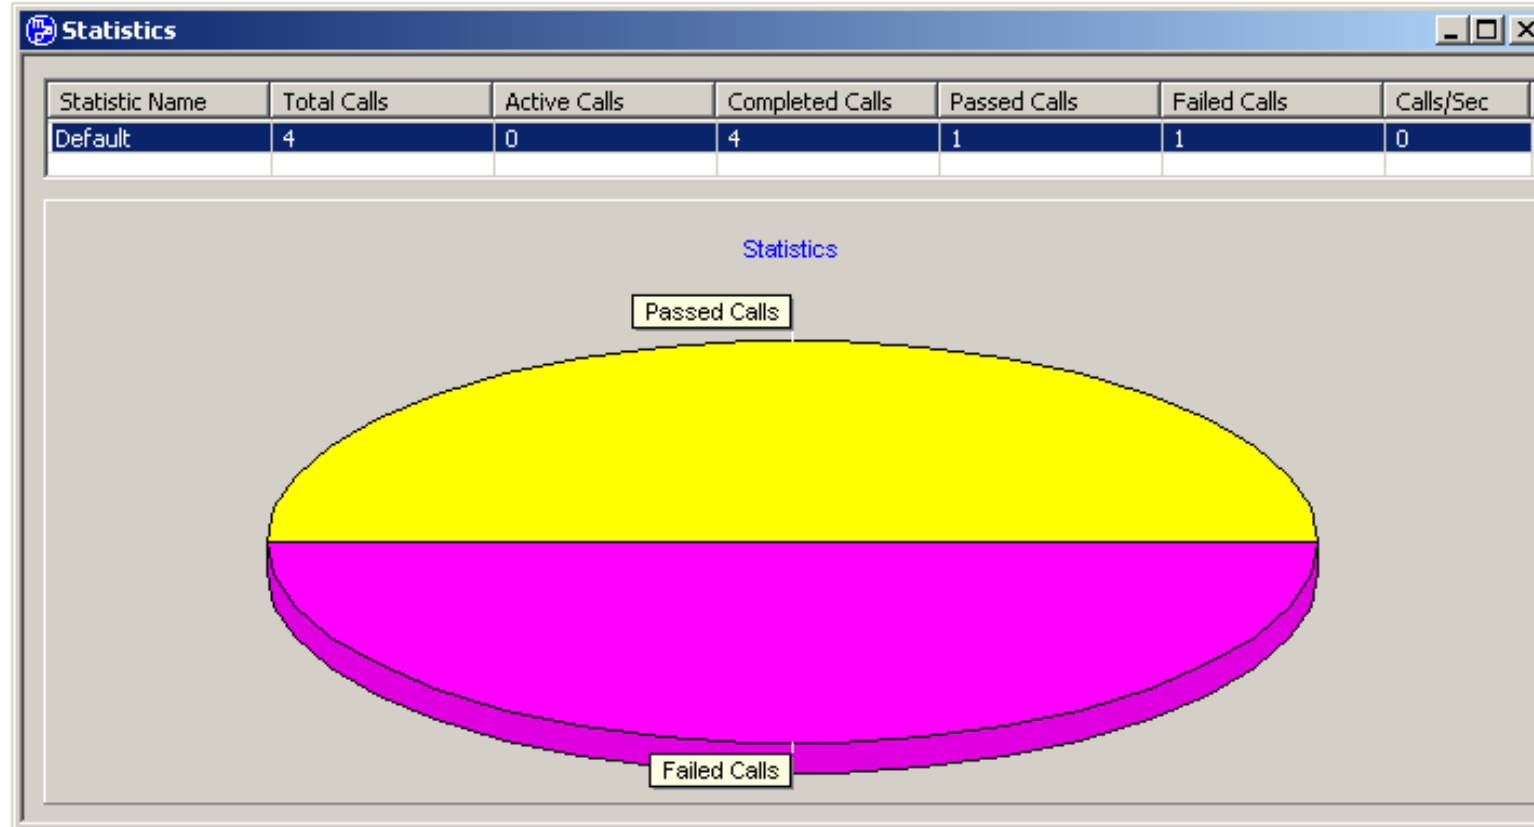 Statistics
Statistic Name Total Calls Active Calls Completed Calls Passed Calls Failed Calls Calls/Sec
Default 4 0 4 1 1 0
Statistics
Passed Calls
Failed Calls